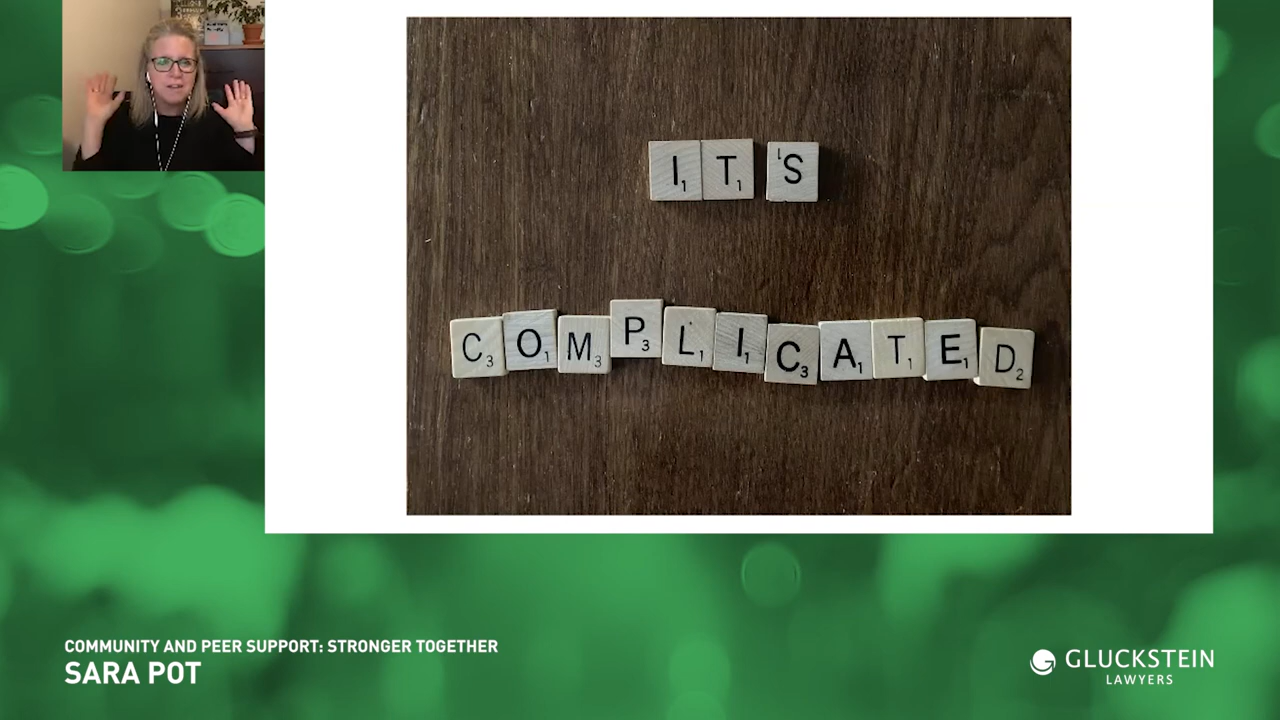 IT'S
COMPLICATED
COMMUNITY AND PEER SUPPORT: STRONGER TOGETHER
SARA POT
GLUCKSTEIN
LAWYERS